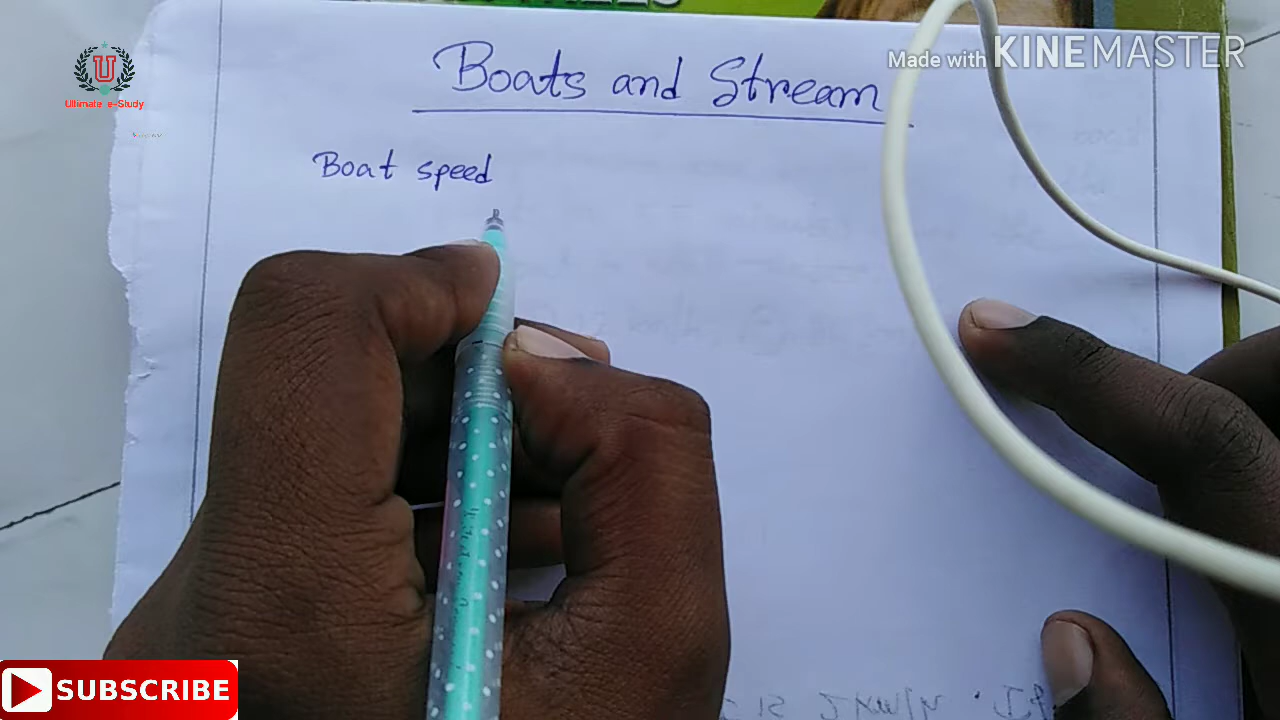 Made with KINEMASTER
U
Ultimate e-Study
Boats and Stream
Boat speed
SUBSCRIBE